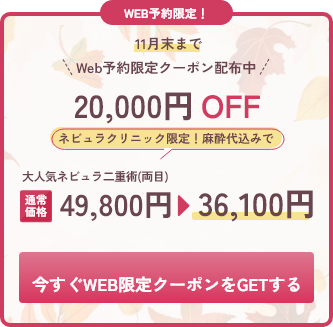 WEB予約限定！
11月末まで
Web予約限定クーポン配布中
20,000円 OFF
ネビュラクリニック限定！麻酔代込みで
大人気ネビュラ二重術(両目)
通常価格 49,800円 36,100円
今すぐWEB限定クーポンをGETする